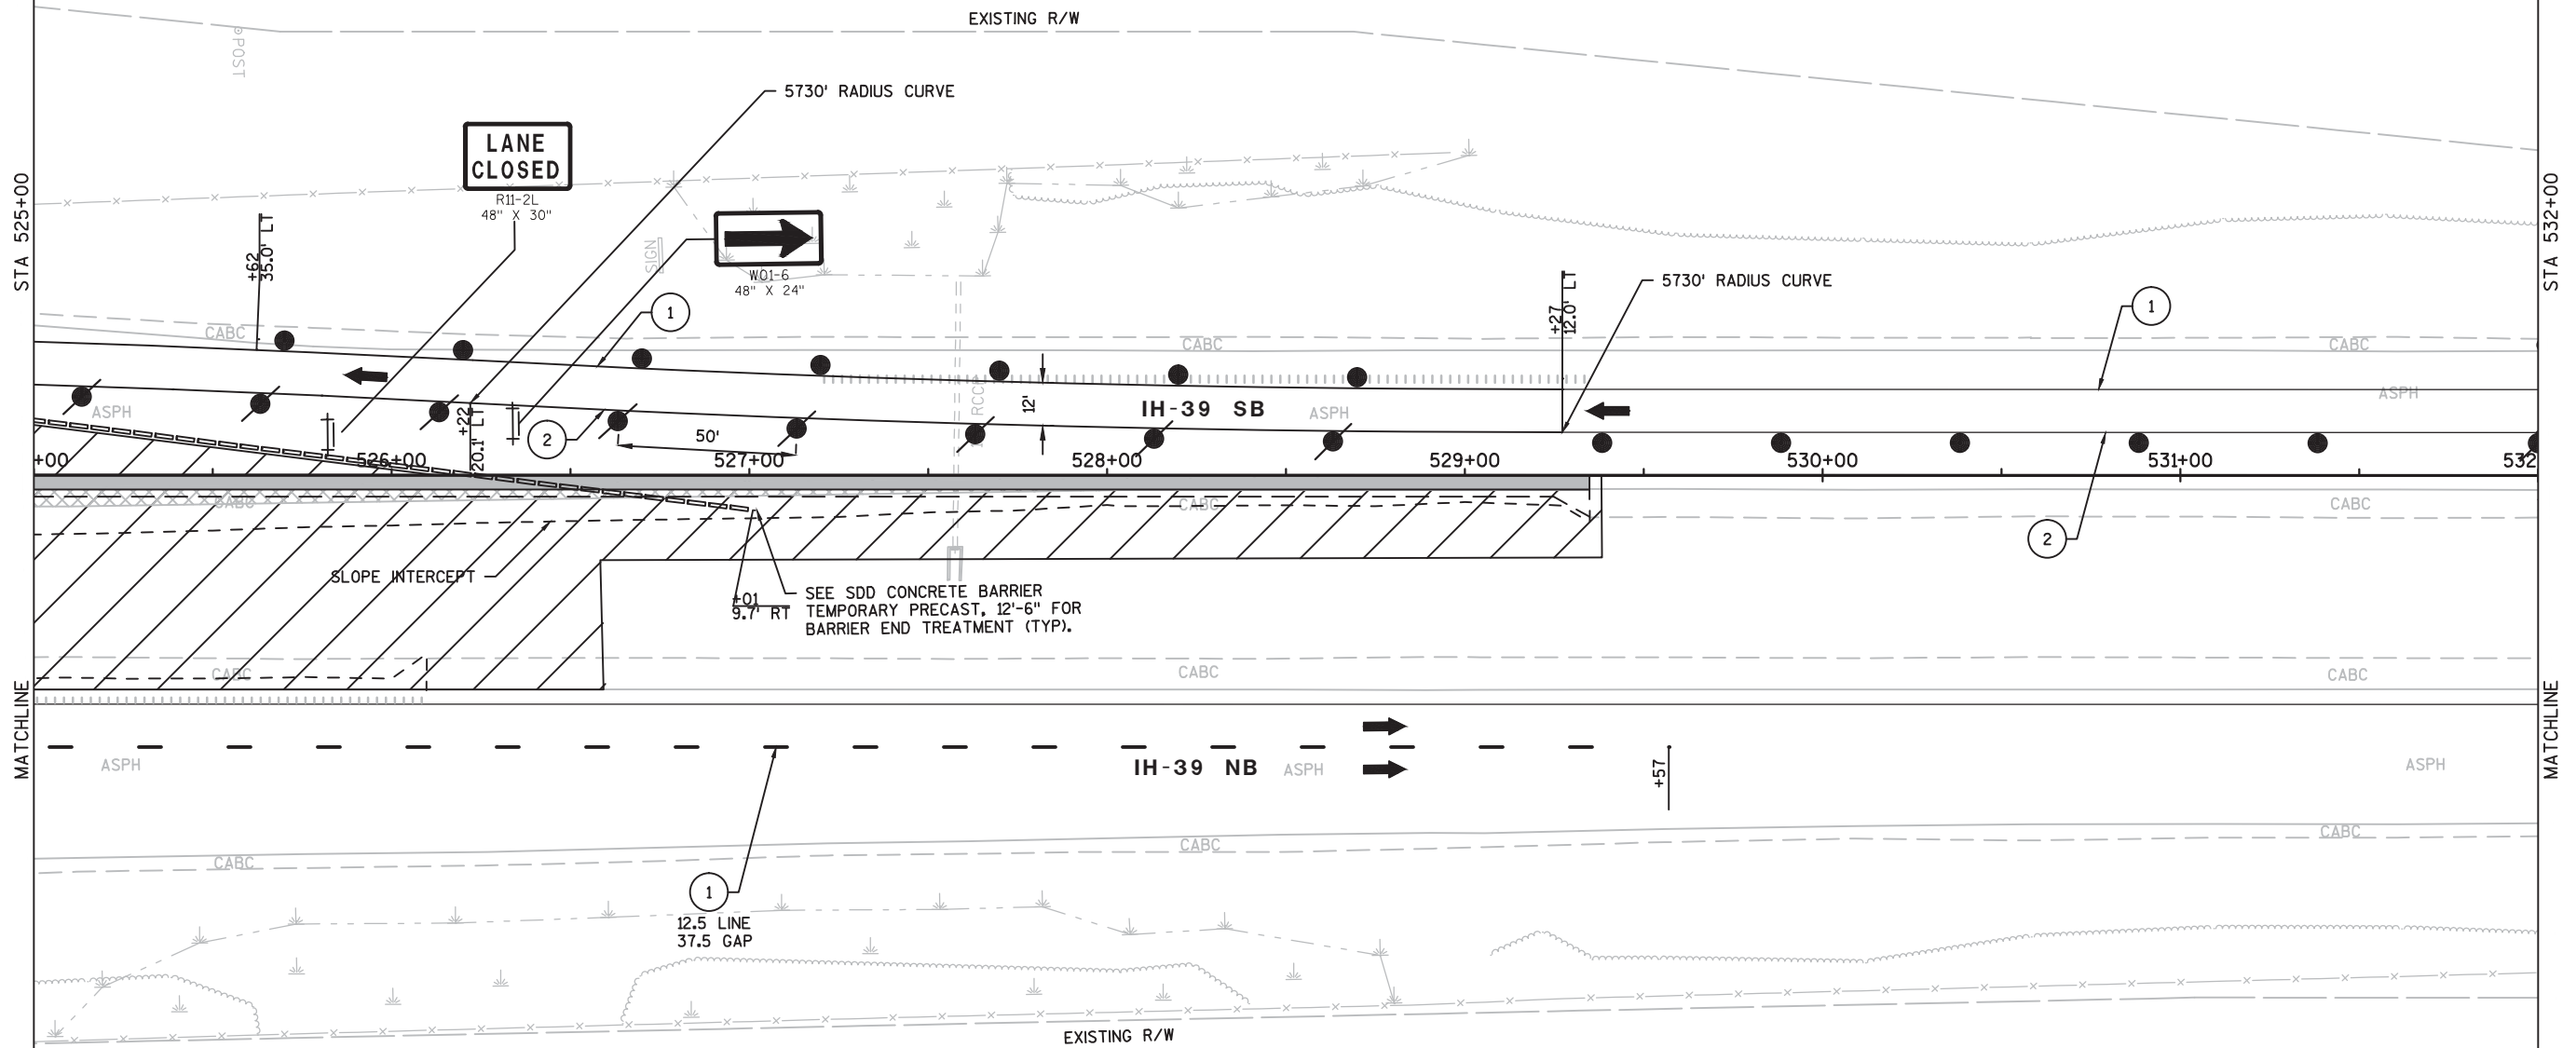 EXISTING R/W
POST
5730' RADIUS CURVE
LANE
CLOSED
R11-2L
48" X 30"
STA 525+00
STA 532+00
+62
35.0' LT
SIGN
W01-6
48" X 24"
5730' RADIUS CURVE
+27
12.0' LT
1
1
CABC
CABC
CABC
ASPH
RCCP
12'
IH-39 SB
ASPH
ASPH
+22
20.1' LT
2
50'
+00
526+00
527+00
528+00
529+00
530+00
531+00
532
CABC
CABC
CABC
2
SLOPE INTERCEPT
+01
9.7' RT
SEE SDD CONCRETE BARRIER
TEMPORARY PRECAST, 12'-6" FOR
BARRIER END TREATMENT (TYP).
CABC
CABC
CABC
MATCHLINE
MATCHLINE
ASPH
IH-39 NB
ASPH
+57
ASPH
CABC
CABC
CABC
1
12.5 LINE
37.5 GAP
EXISTING R/W